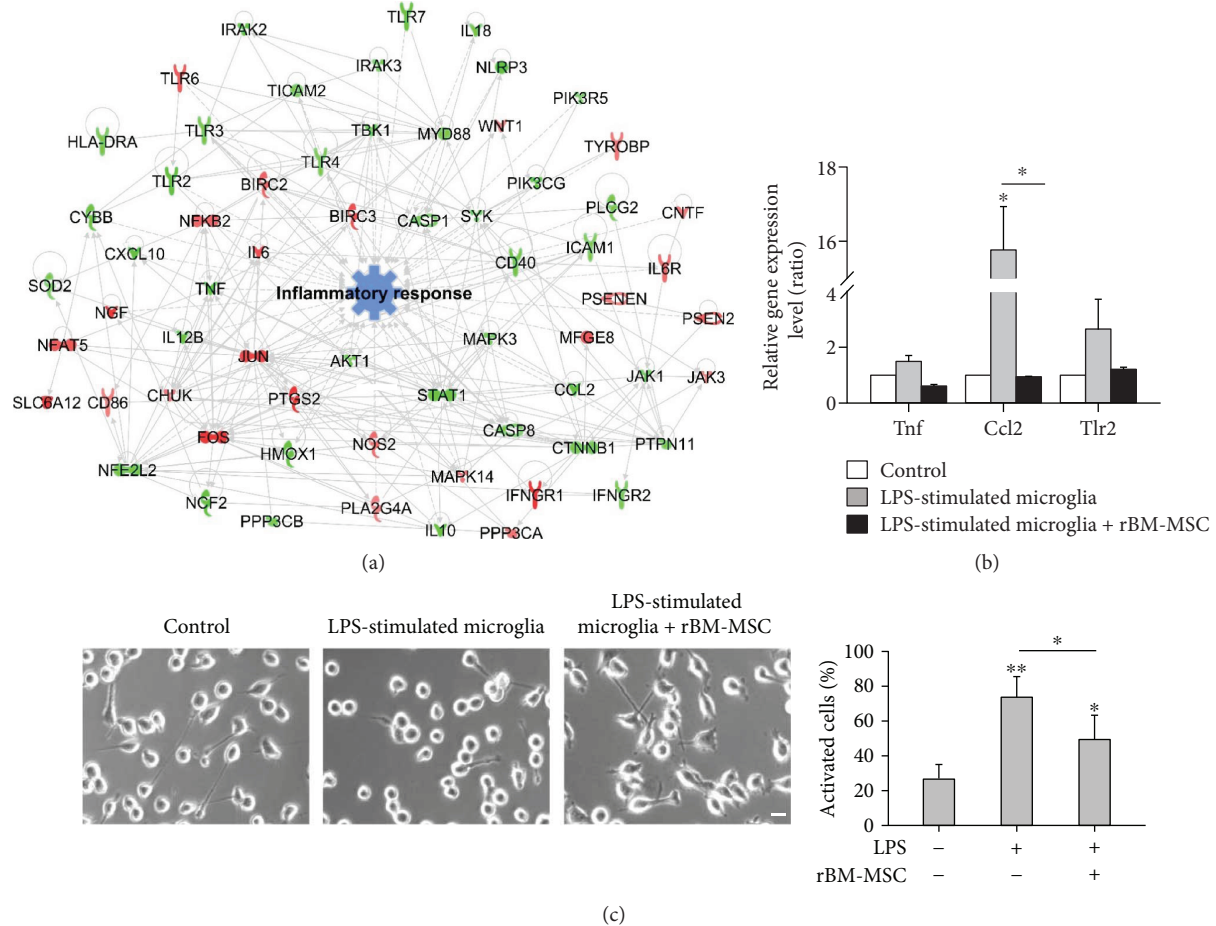 TLR7
IRAK2
IL18
IRAK3
NLRP3
TLR6
TICAM2
PIK3R5
HLA-DRA
TLR3
TBK1
MYD88
WNT1
TYROBP
TLR4
TLR2
BIRC2
PIK3CG
CYBB
NFKB2
BIRC3
CASP1
SYK
PLCG2
CNTF
CXCL10
IL6
CD40
ICAM1
IL6R
SOD2
TNF
Inflammatory response
PSENEN
NGF
PSEN2
NFAT5
IL12B
JUN
AKT1
MAPK3
MFGE8
SLC6A12
CD86
CHUK
PTGS2
STAT1
CCL2
JAK1
JAK3
FOS
HMOX1
NOS2
CASP8
CTNNB1
PTPN11
NFE2L2
MAPK14
NCF2
PLA2G4A
IFNGR1
IFNGR2
PPP3CB
IL10
PPP3CA
(a)
Relative gene expression
level (ratio)
18
16
4
2
0
*
*
Tnf
Ccl2
Tlr2
Control
LPS-stimulated microglia
LPS-stimulated microglia + rBM-MSC
(b)
Control
LPS-stimulated microglia
LPS-stimulated
microglia + rBM-MSC
Activated cells (%)
100
80
60
40
20
0
*
**
*
LPS
−
+
+
rBM-MSC
−
−
+
(c)